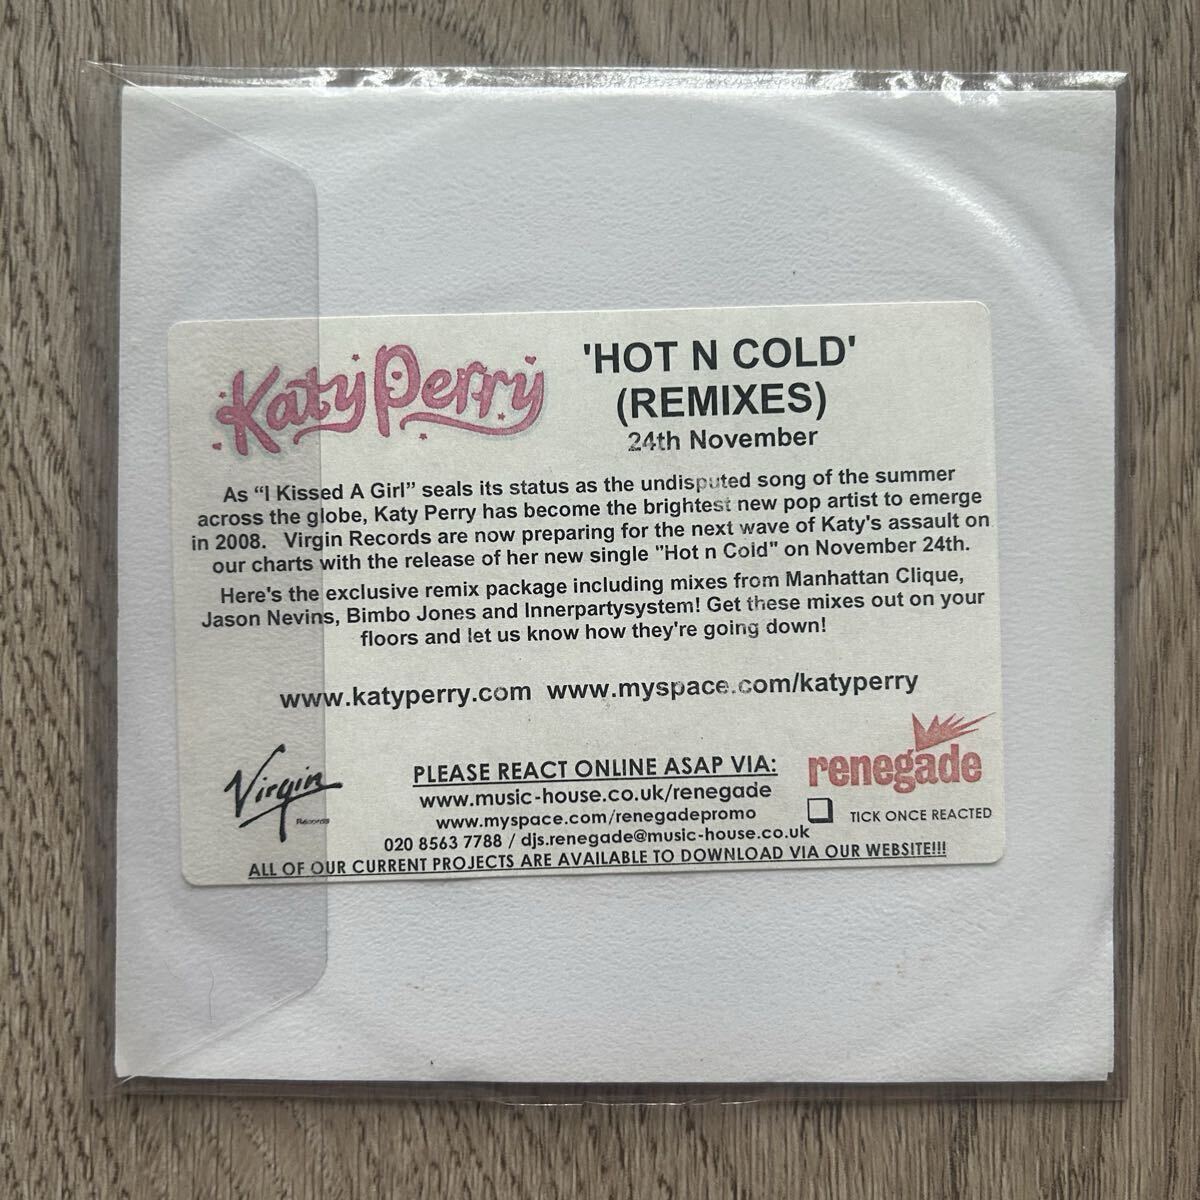 Katy Perry
'HOT N COLD'
(REMIXES)
24th November
As “I Kissed A Girl” seals its status as the undisputed song of the summer
across the globe, Katy Perry has become the brightest new pop artist to emerge
in 2008.   Virgin Records are now preparing for the next wave of Katy's assault on
our charts with the release of her new single "Hot n Cold" on November 24th.
Here's the exclusive remix package including mixes from Manhattan Clique,
Jason Nevins, Bimbo Jones and Innerpartysystem! Get these mixes out on your
floors and let us know how they're going down!
www.katyperry.com  www.myspace.com/katyperry
Virgin
Records
PLEASE REACT ONLINE ASAP VIA:
www.music-house.co.uk/renegade
www.myspace.com/renegadepromo
020 8563 7788 / djs.renegade@music-house.co.uk
ALL OF OUR CURRENT PROJECTS ARE AVAILABLE TO DOWNLOAD VIA OUR WEBSITE!!!
renegade
TICK ONCE REACTED